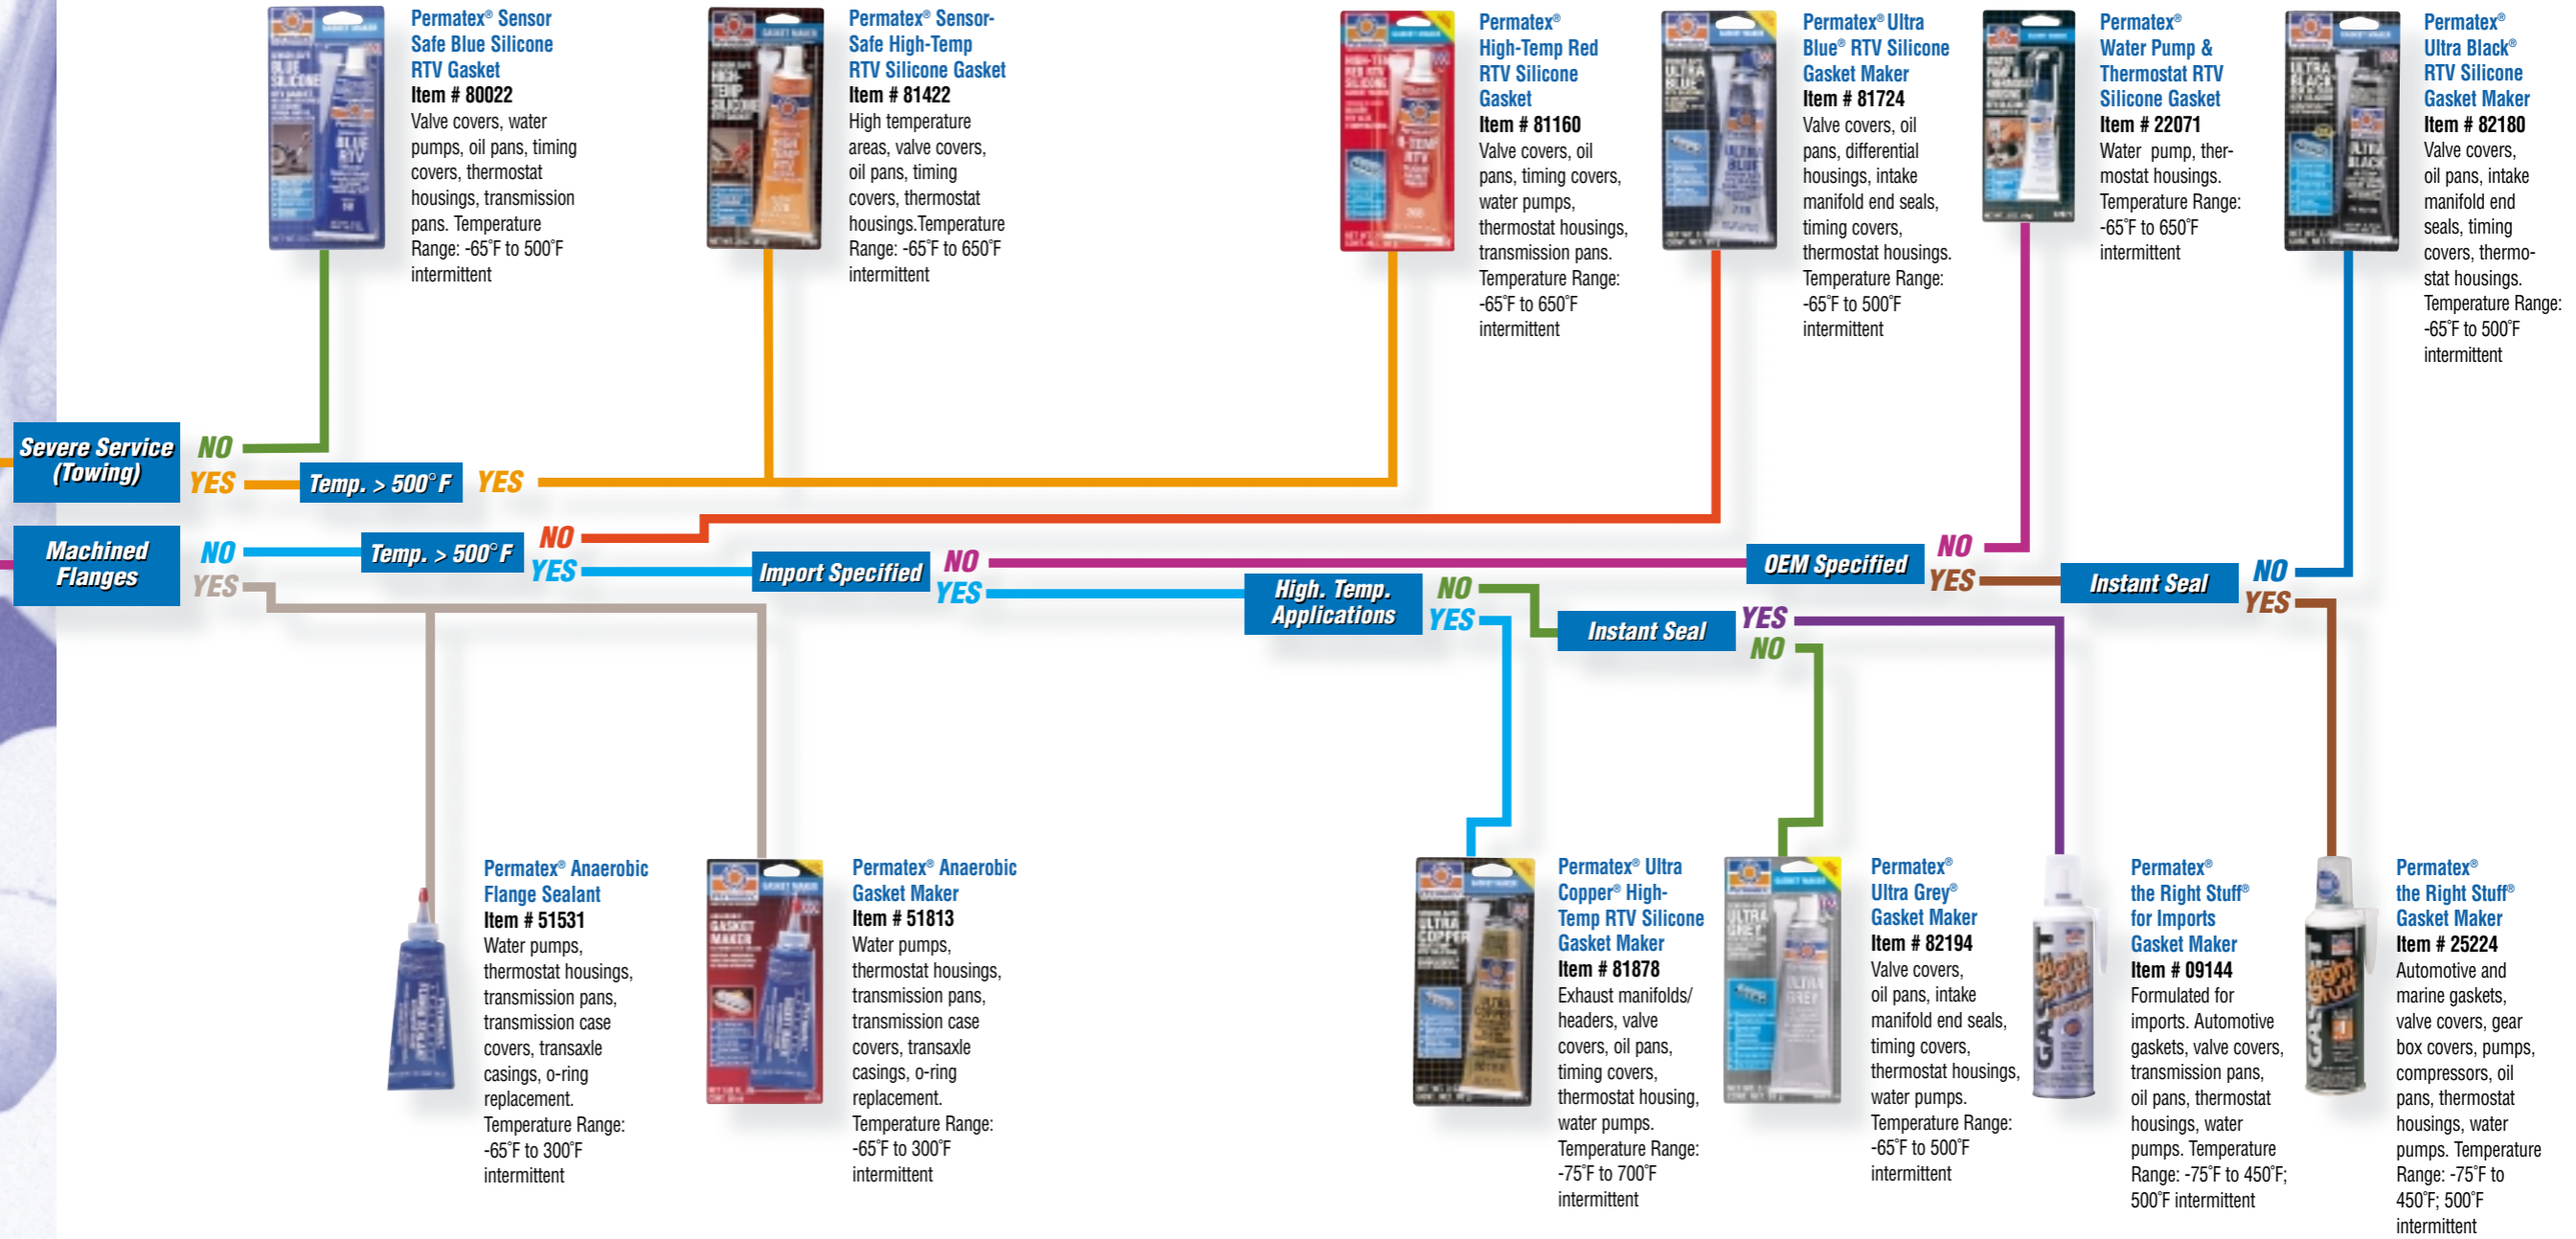 Permatex® Sensor
Safe Blue Silicone
RTV Gasket
Item # 80022
Valve covers, water
pumps, oil pans, timing
covers, thermostat
housings, transmission
pans. Temperature
Range: -65˚F to 500˚F
intermittent
Permatex® Sensor-
Safe High-Temp
RTV Silicone Gasket
Item # 81422
High temperature
areas, valve covers,
oil pans, timing
covers, thermostat
housings.Temperature
Range: -65˚F to 650˚F
intermittent
Permatex®
High-Temp Red
RTV Silicone
Gasket
Item # 81160
Valve covers, oil
pans, timing covers,
water pumps,
thermostat housings,
transmission pans.
Temperature Range:
-65˚F to 650˚F
intermittent
Permatex® Ultra
Blue® RTV Silicone
Gasket Maker
Item # 81724
Valve covers, oil
pans, differential
housings, intake
manifold end seals,
timing covers,
thermostat housings.
Temperature Range:
-65˚F to 500˚F
intermittent
Permatex®
Water Pump &
Thermostat RTV
Silicone Gasket
Item # 22071
Water pump, ther-
mostat housings.
Temperature Range:
-65˚F to 650˚F
intermittent
Permatex®
Ultra Black®
RTV Silicone
Gasket Maker
Item # 82180
Valve covers,
oil pans, intake
manifold end
seals, timing
covers, thermo-
stat housings.
Temperature Range:
-65˚F to 500˚F
intermittent
Severe Service
(Towing)
NO
YES
Temp. > 500° F
YES
Machined
Flanges
NO
YES
Temp. > 500° F
NO
YES
Import Specified
NO
YES
High. Temp.
Applications
NO
YES
Instant Seal
YES
NO
OEM Specified
NO
YES
Instant Seal
NO
YES
Permatex® Anaerobic
Flange Sealant
Item # 51531
Water pumps,
thermostat housings,
transmission pans,
transmission case
covers, transaxle
casings, o-ring
replacement.
Temperature Range:
-65˚F to 300˚F
intermittent
Permatex® Anaerobic
Gasket Maker
Item # 51813
Water pumps,
thermostat housings,
transmission pans,
transmission case
covers, transaxle
casings, o-ring
replacement.
Temperature Range:
-65˚F to 300˚F
intermittent
Permatex® Ultra
Copper® High-
Temp RTV Silicone
Gasket Maker
Item # 81878
Exhaust manifolds/
headers, valve
covers, oil pans,
timing covers,
thermostat housing,
water pumps.
Temperature Range:
-75˚F to 700˚F
intermittent
Permatex®
Ultra Grey®
Gasket Maker
Item # 82194
Valve covers,
oil pans, intake
manifold end seals,
timing covers,
thermostat housings,
water pumps.
Temperature Range:
-65˚F to 500˚F
intermittent
Permatex®
the Right Stuff®
for Imports
Gasket Maker
Item # 09144
Formulated for
imports. Automotive
gaskets, valve covers,
transmission pans,
oil pans, thermostat
housings, water
pumps. Temperature
Range: -75˚F to 450˚F;
500˚F intermittent
Permatex®
the Right Stuff®
Gasket Maker
Item # 25224
Automotive and
marine gaskets,
valve covers, gear
box covers, pumps,
compressors, oil
pans, thermostat
housings, water
pumps. Temperature
Range: -75˚F to
450˚F; 500˚F
intermittent